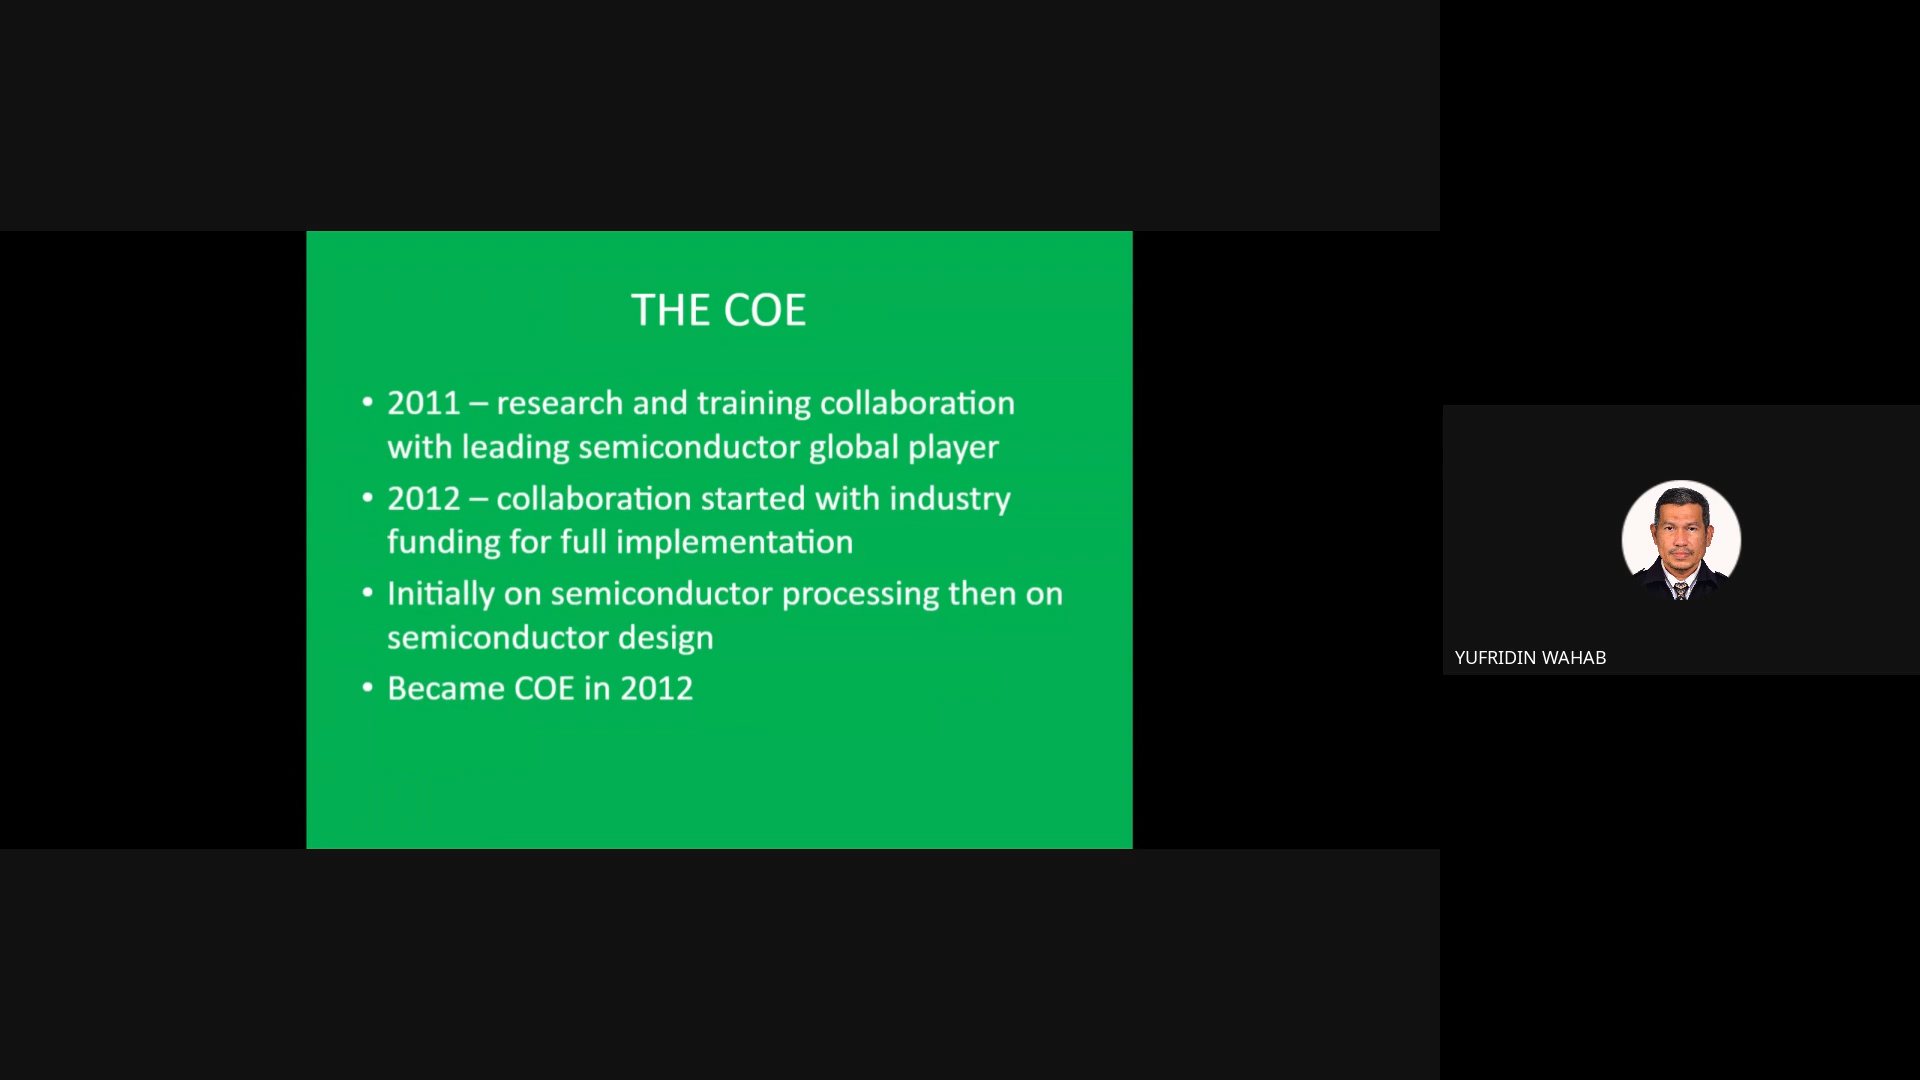 THE COE
• 2011 – research and training collaboration
with leading semiconductor global player
• 2012 – collaboration started with industry
funding for full implementation
• Initially on semiconductor processing then on
semiconductor design
• Became COE in 2012
YUFRIDIN WAHAB